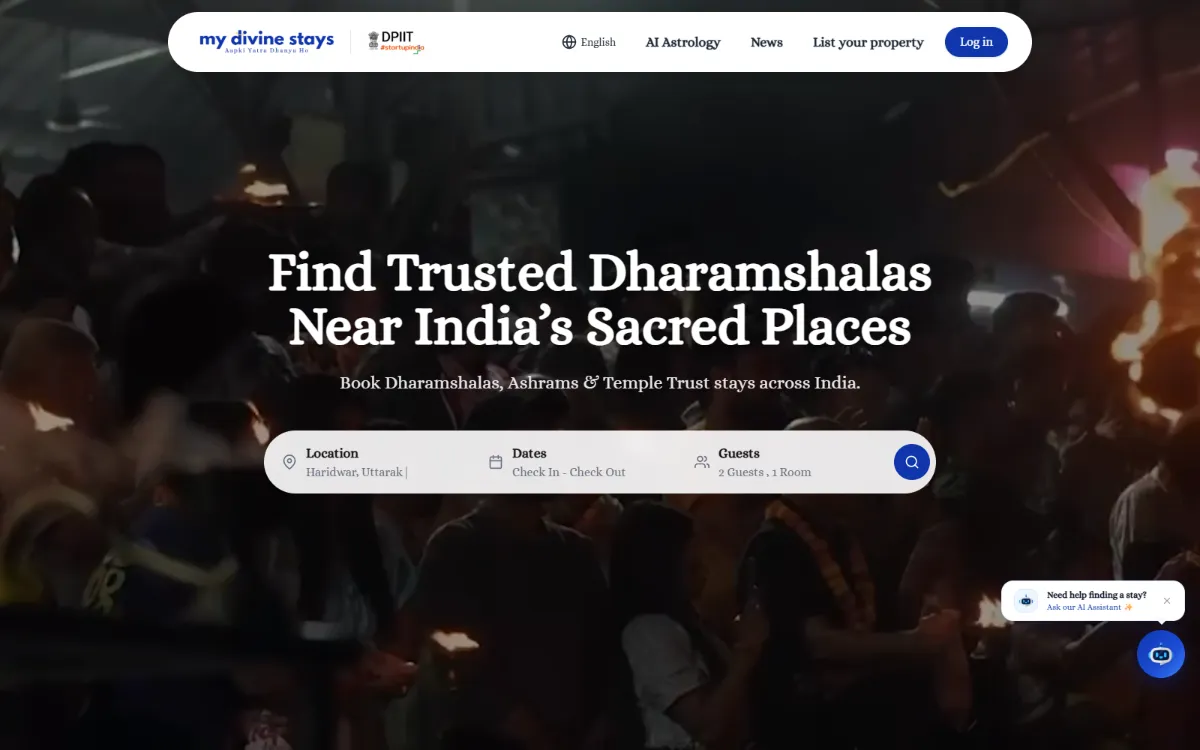 my divine stays
Aapki Yatra Dhanya Ho
DPIIT
#startupindia
English
AI Astrology
News
List your property
Log in
Find Trusted Dharamshalas
Near India’s Sacred Places
Book Dharamshalas, Ashrams & Temple Trust stays across India.
Location
Haridwar, Uttarak|
Dates
Check In - Check Out
Guests
2 Guests , 1 Room
Need help finding a stay?
Ask our AI Assistant ✨